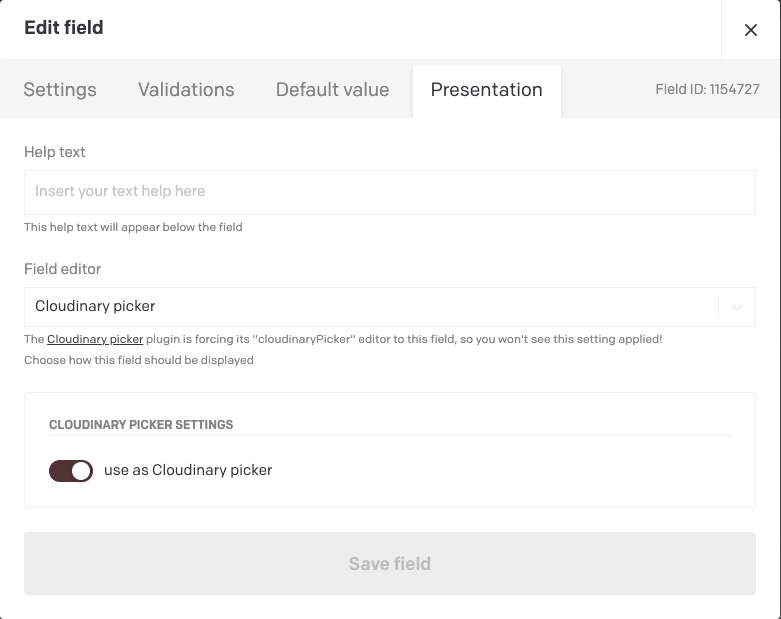 Edit field
Settings
Validations
Default value
Presentation
Field ID: 1154727
Help text
Insert your text help here
This help text will appear below the field
Field editor
Cloudinary picker
The Cloudinary picker plugin is forcing its "cloudinaryPicker" editor to this field, so you won't see this setting applied!
Choose how this field should be displayed
CLOUDINARY PICKER SETTINGS
use as Cloudinary picker
Save field